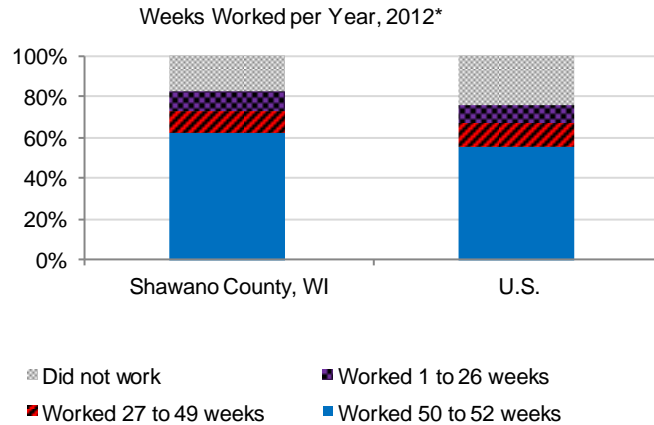 Weeks Worked per Year, 2012*
100%
80%
60%
40%
20%
0%
Shawano County, WI U.S.
Did not work Worked 1 to 26 weeks
Worked 27 to 49 weeks Worked 50 to 52 weeks